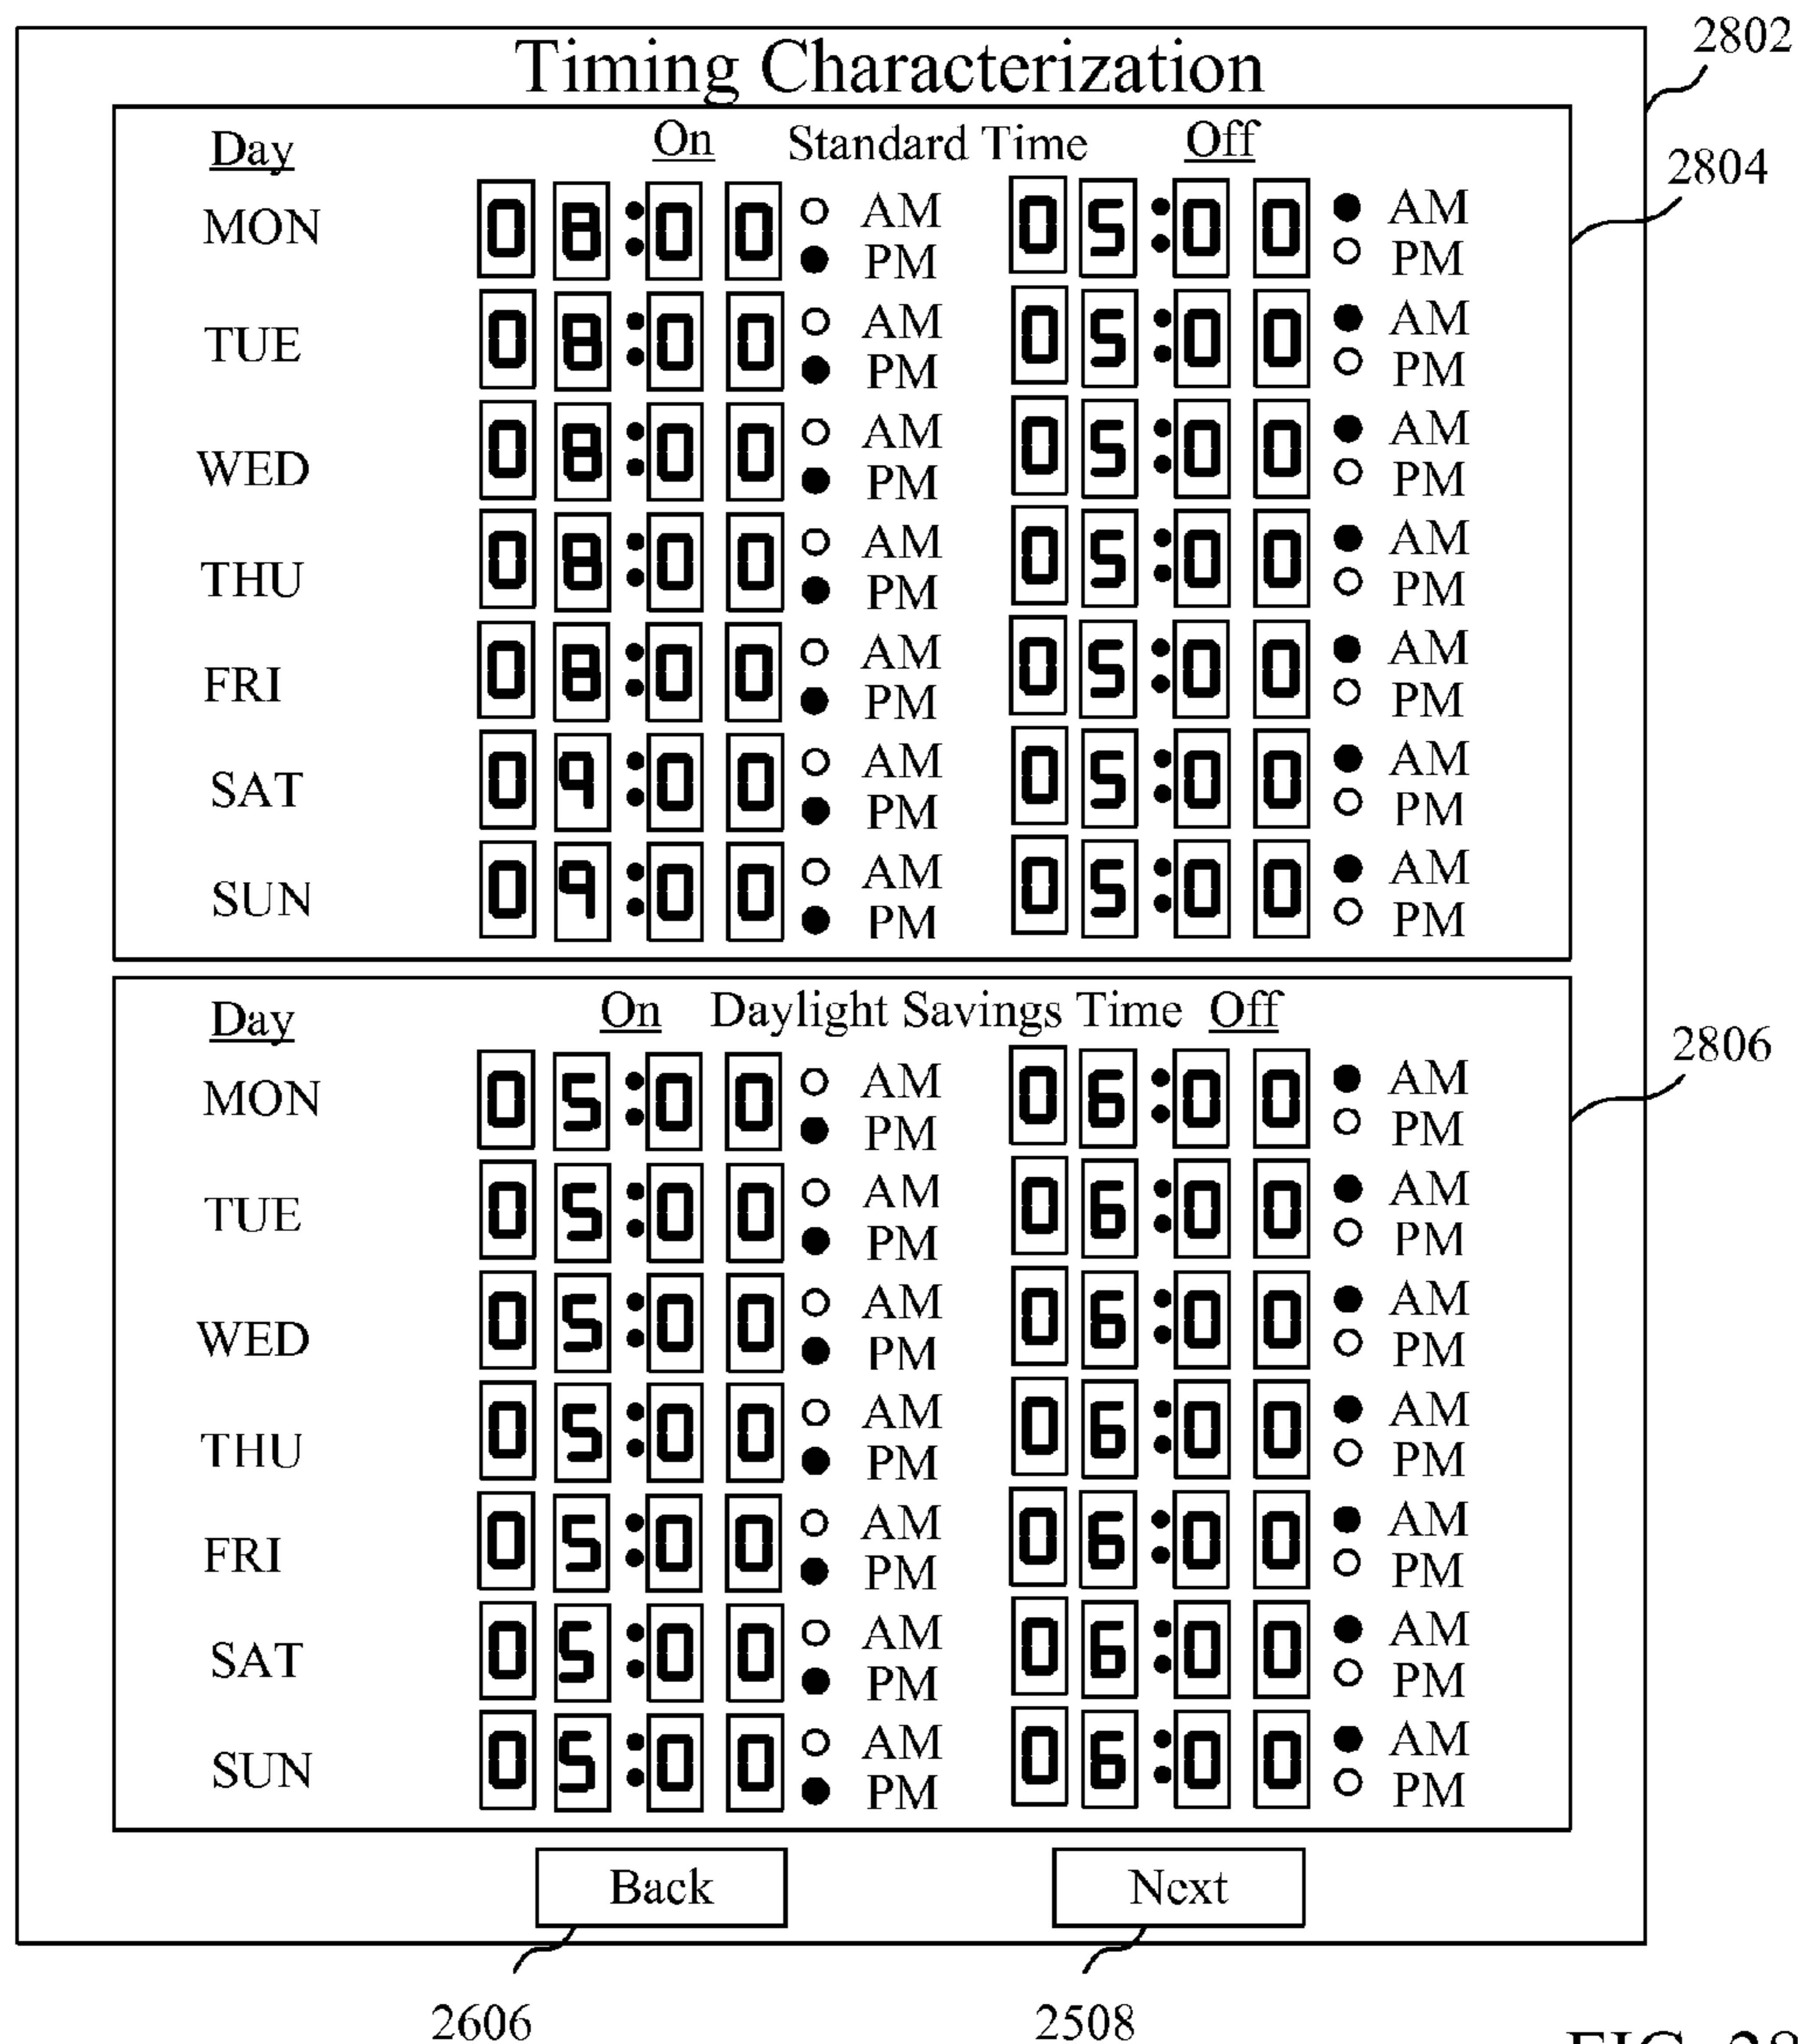 Timing Characterization
2802
Day On Standard Time Off
2804
MON 08:00 AM PM 05:00 AM PM
TUE 08:00 AM PM 05:00 AM PM
WED 08:00 AM PM 05:00 AM PM
THU 08:00 AM PM 05:00 AM PM
FRI 08:00 AM PM 05:00 AM PM
SAT 09:00 AM PM 05:00 AM PM
SUN 09:00 AM PM 05:00 AM PM
Day On Daylight Savings Time Off
2806
MON 05:00 AM PM 06:00 AM PM
TUE 05:00 AM PM 06:00 AM PM
WED 05:00 AM PM 06:00 AM PM
THU 05:00 AM PM 06:00 AM PM
FRI 05:00 AM PM 06:00 AM PM
SAT 05:00 AM PM 06:00 AM PM
SUN 05:00 AM PM 06:00 AM PM
Back Next
2606 2508
FIG. 28